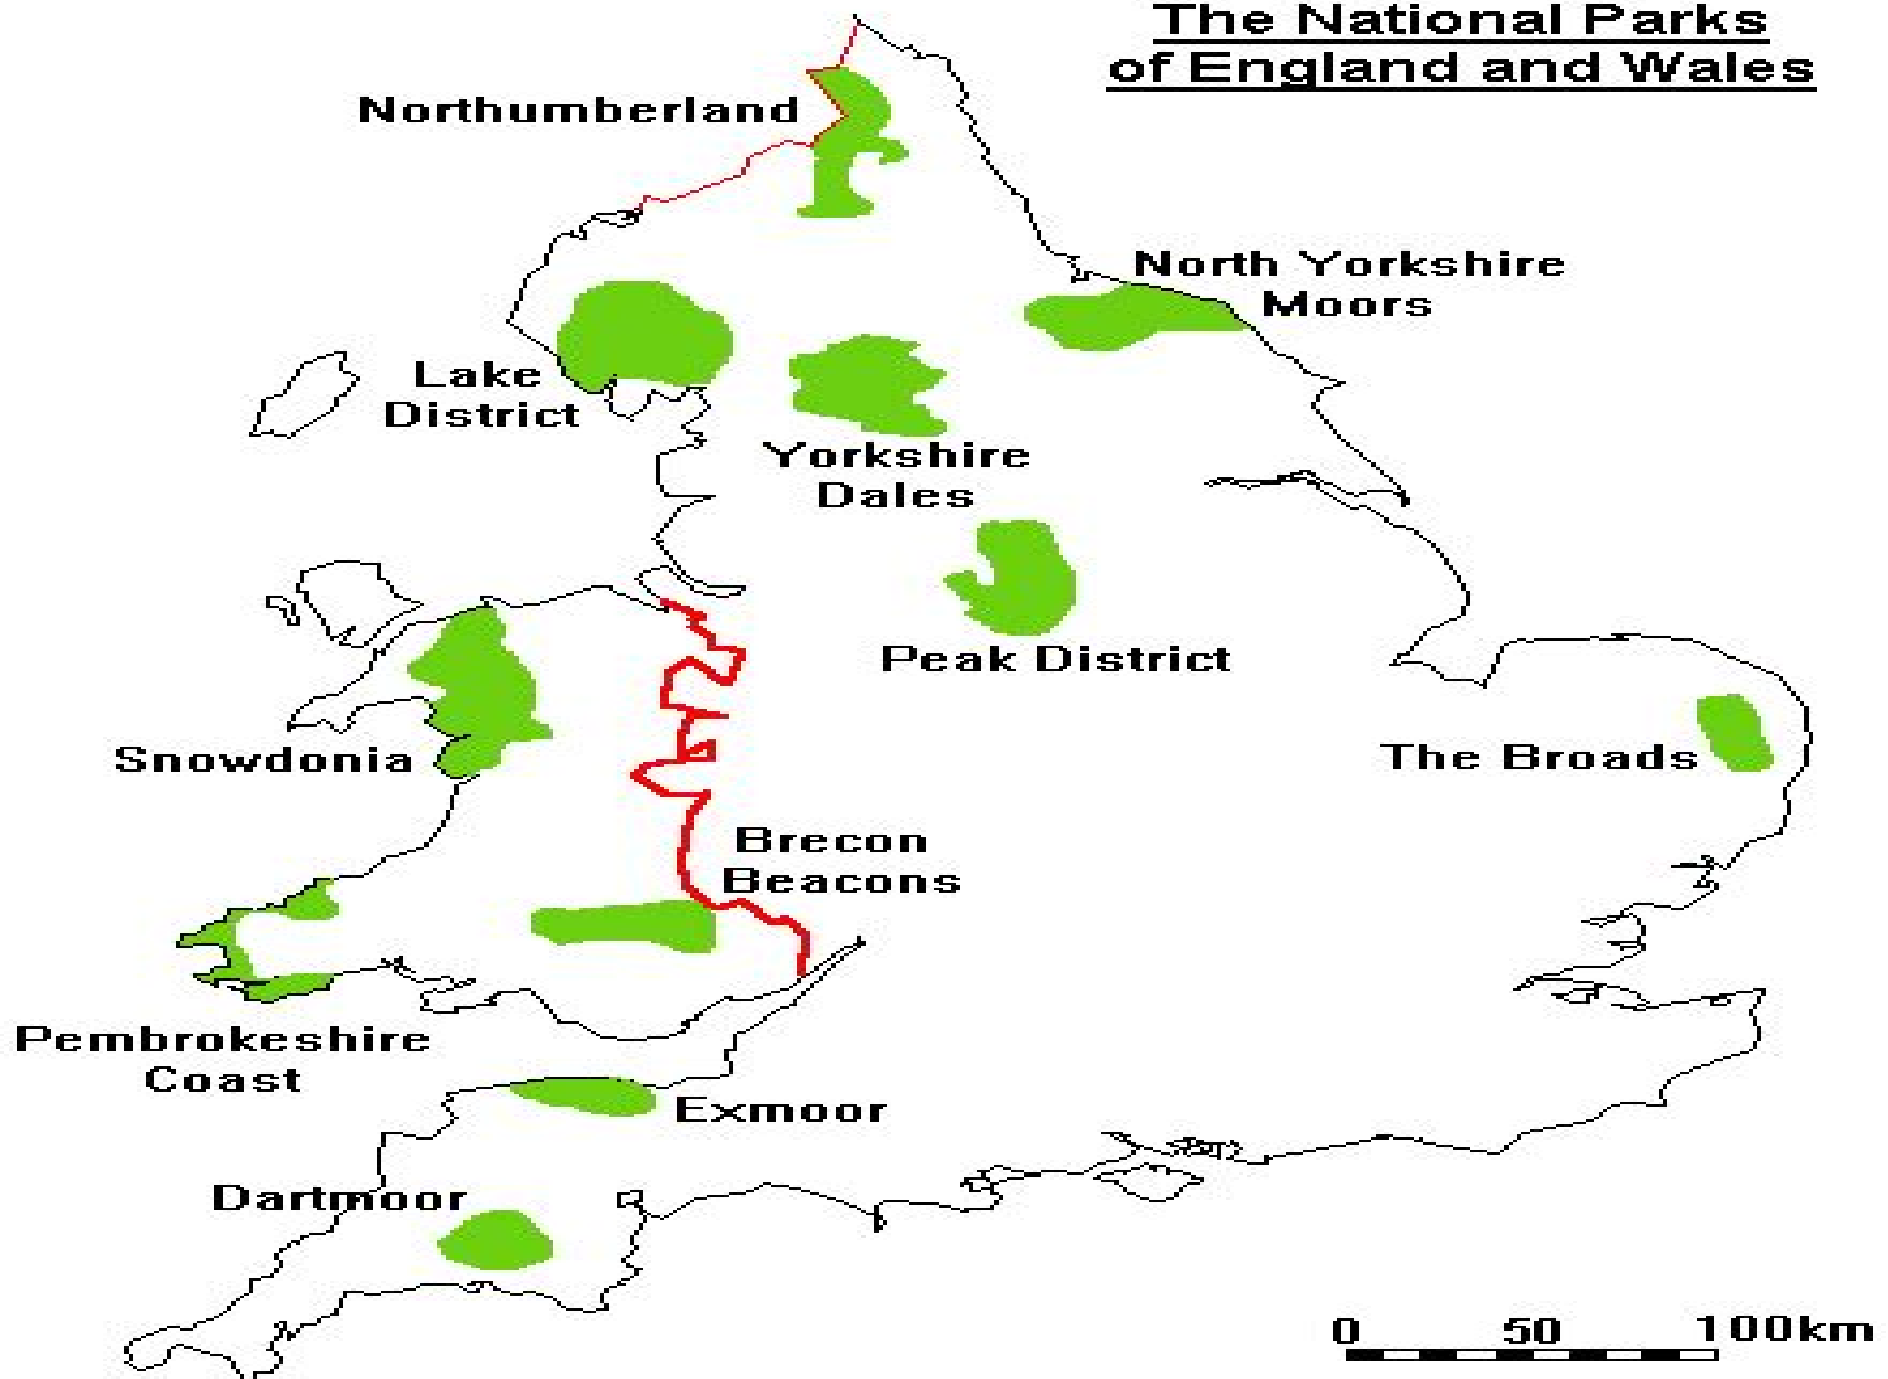 The National Parks
of England and Wales
Northumberland
North Yorkshire
Moors
Lake
District
Yorkshire
Dales
Peak District
Snowdonia
The Broads
Brecon
Beacons
Pembrokeshire
Coast
Exmoor
Dartmoor
0 50 100km